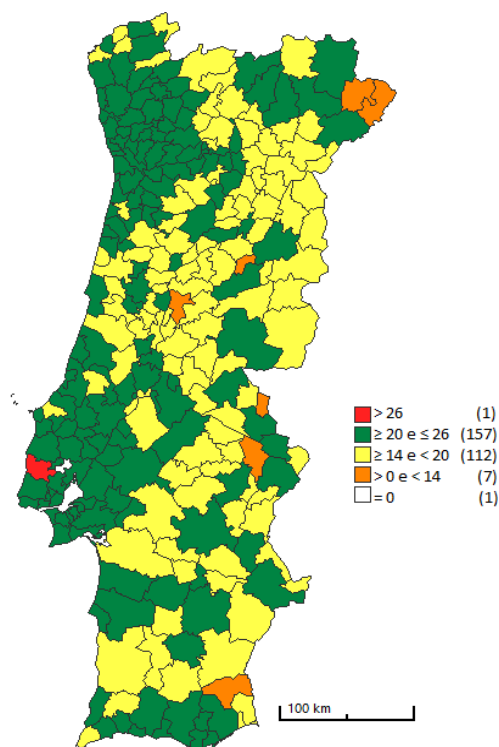 > 26 (1)
≥ 20 e ≤ 26 (157)
≥ 14 e < 20 (112)
> 0 e < 14 (7)
= 0 (1)
100 km